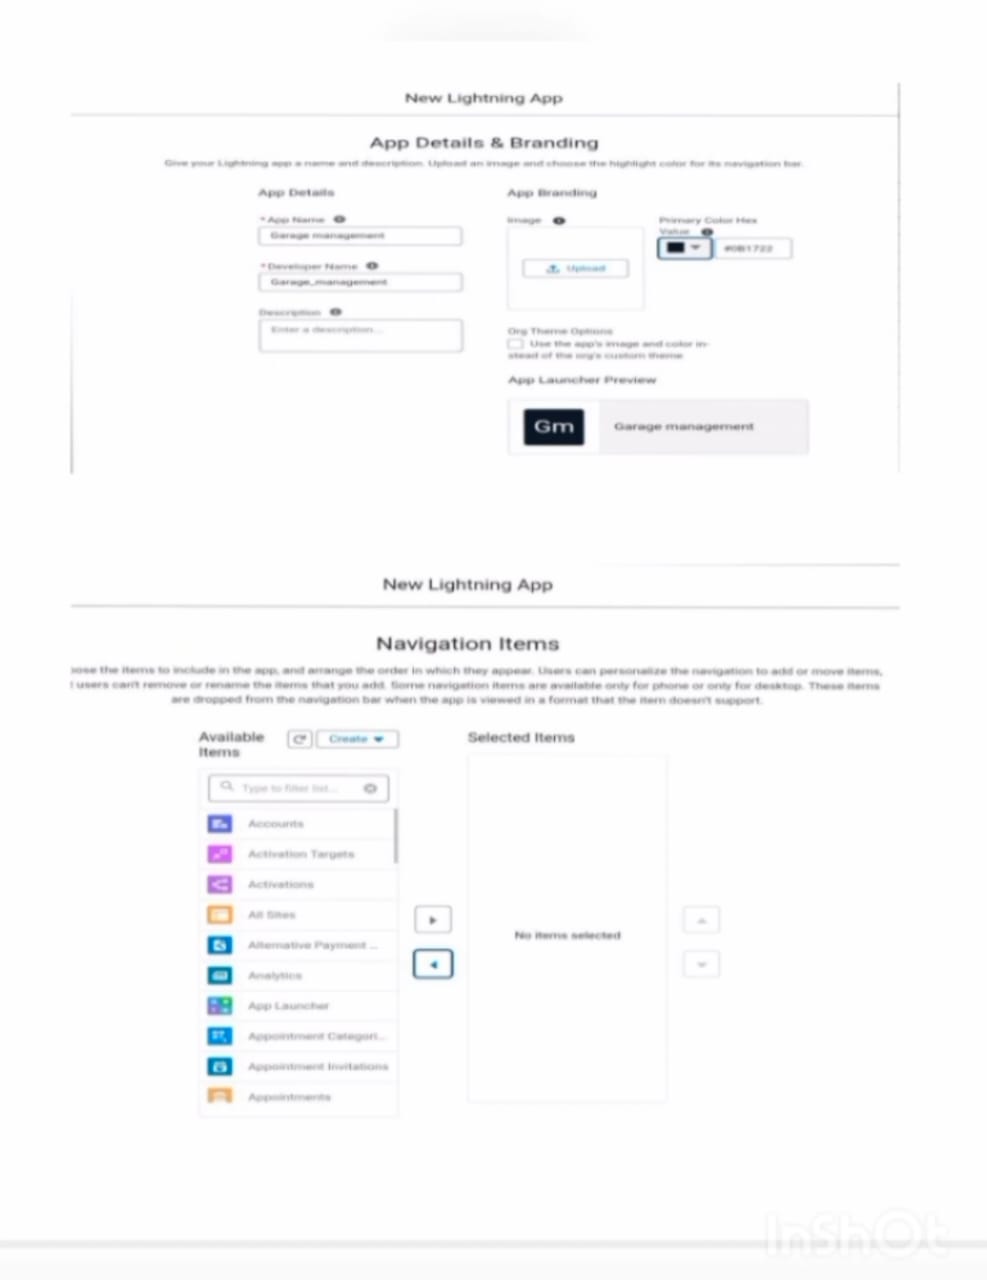 New Lightning App
App Details & Branding
Give your Lightning app a name and description. Upload an image and choose the highlight color for its navigation bar.
App Details
App Branding
* App Name
Garage management
* Developer Name
Garage_management
Description
Enter a description...
Image
Upload
Primary Color Hex
Value
#0B1722
Org Theme Options
Use the app's image and color in-
stead of the org's custom theme
App Launcher Preview
Gm
Garage management
New Lightning App
Navigation Items
oose the items to include in the app, and arrange the order in which they appear. Users can personalize the navigation to add or move items,
users can't remove or rename the items that you add. Some navigation items are available only for phone or only for desktop. These items
are dropped from the navigation bar when the app is viewed in a format that the item doesn't support.
Available
Items
Create
Selected Items
Type to filter list...
Accounts
Activation Targets
Activations
All Sites
Alternative Payment ...
Analytics
App Launcher
Appointment Categori...
Appointment Invitations
Appointments
No items selected
InShOt